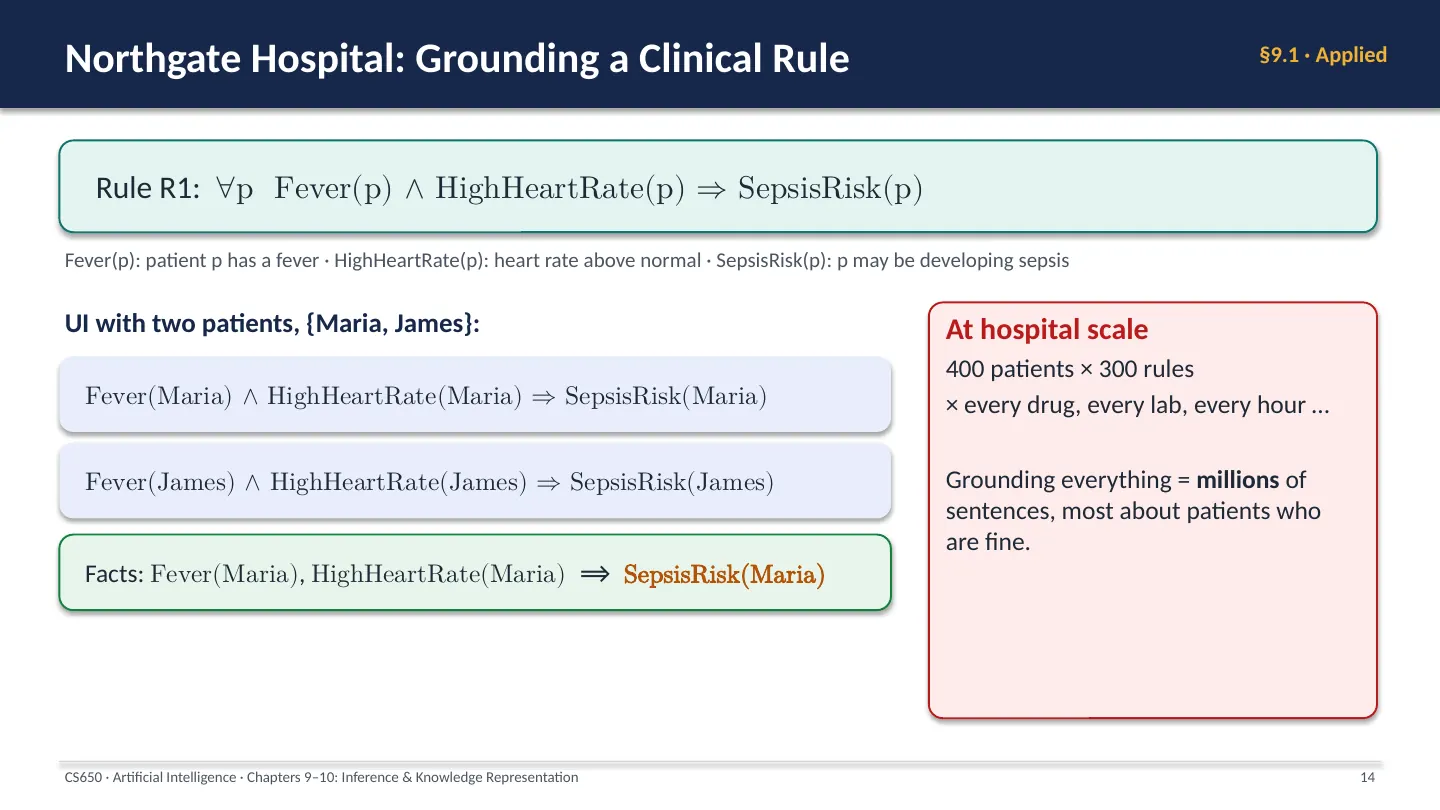 Northgate Hospital: Grounding a Clinical Rule
§9.1 · Applied
Rule R1: ∀p Fever(p) ∧ HighHeartRate(p) ⇒ SepsisRisk(p)
Fever(p): patient p has a fever · HighHeartRate(p): heart rate above normal · SepsisRisk(p): p may be developing sepsis
UI with two patients, {Maria, James}:
Fever(Maria) ∧ HighHeartRate(Maria) ⇒ SepsisRisk(Maria)
Fever(James) ∧ HighHeartRate(James) ⇒ SepsisRisk(James)
Facts: Fever(Maria), HighHeartRate(Maria) ⟹ SepsisRisk(Maria)
At hospital scale
400 patients × 300 rules
× every drug, every lab, every hour …
Grounding everything = millions of
sentences, most about patients who
are fine.
CS650 · Artificial Intelligence · Chapters 9–10: Inference & Knowledge Representation
14